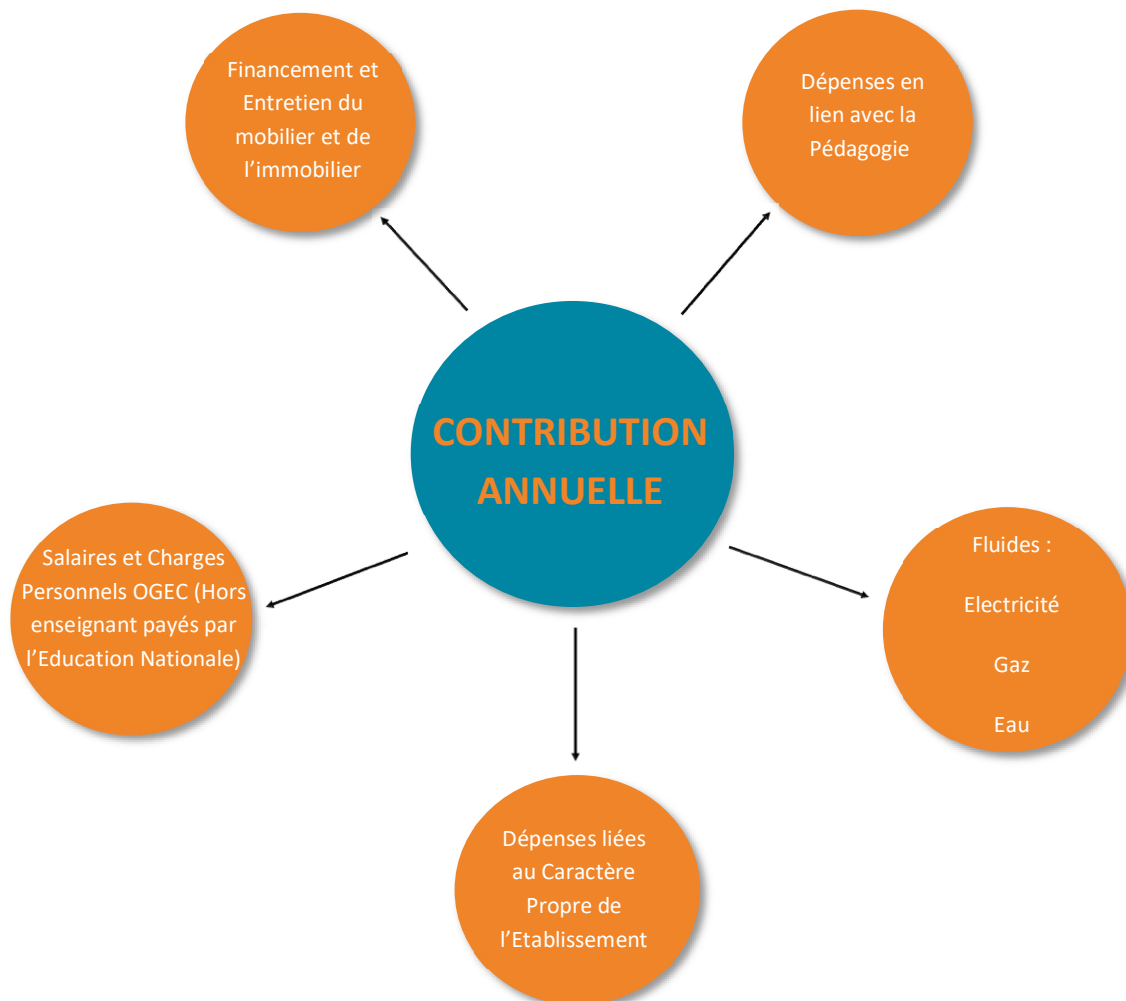 Financement et
Entretien du
mobilier et de
l'immobilier
Dépenses en
lien avec la
Pédagogie
CONTRIBUTION
ANNUELLE
Salaires et Charges
Personnels OGEC (Hors
enseignant payés par
l'Education Nationale)
Fluides :
Electricité
Gaz
Eau
Dépenses liées
au Caractère
Propre de
l'Etablissement